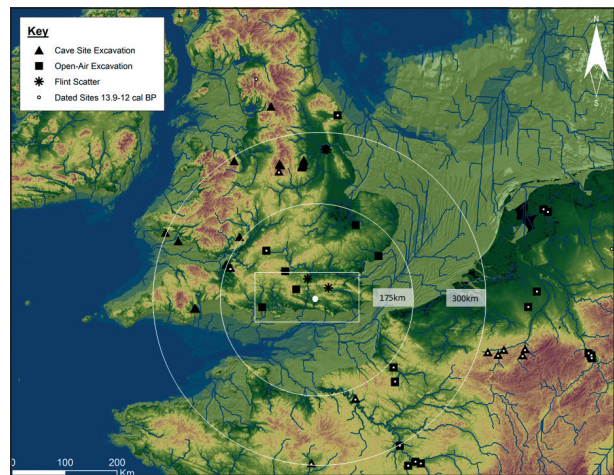 Key
Cave Site Excavation
Open-Air Excavation
Flint Scatter
Dated Sites 13.9-12 cal BP
N
S
175km
300km
0 100 200
Km